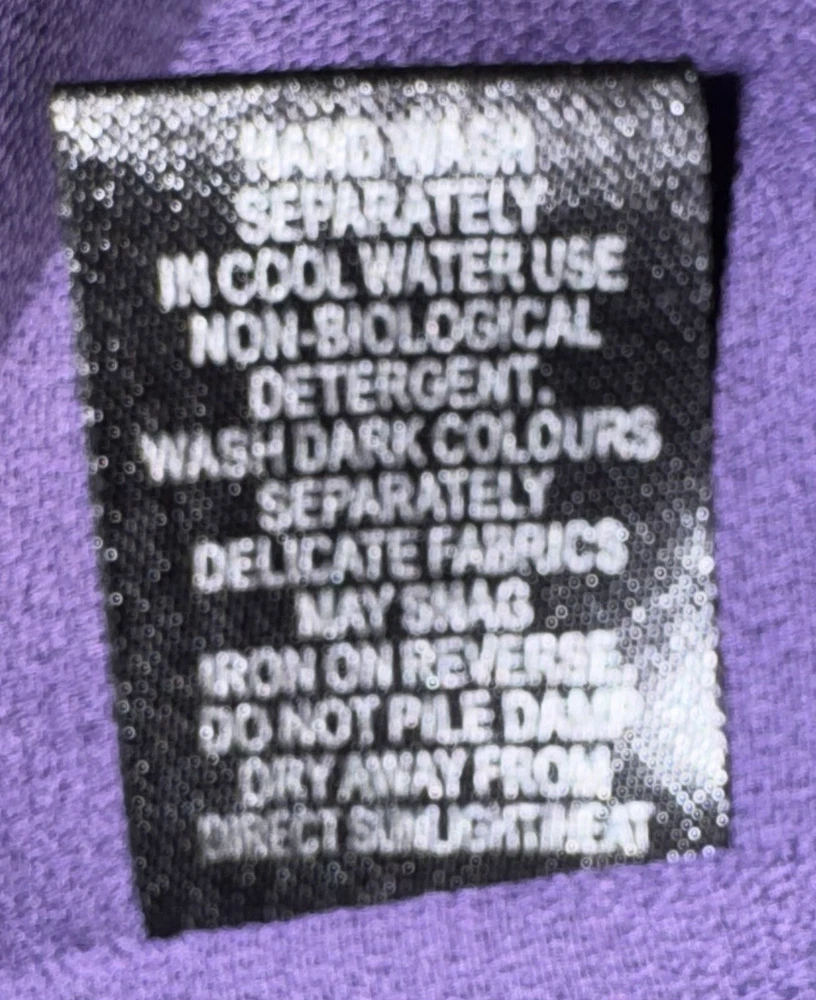 HAND WASH
SEPARATELY
IN COOL WATER USE
NON-BIOLOGICAL
DETERGENT.
WASH DARK COLOURS
SEPARATELY
DELICATE FABRICS
MAY SNAG
IRON ON REVERSE.
DO NOT PILE DAMP
DRY AWAY FROM
DIRECT SUNLIGHT/HEAT